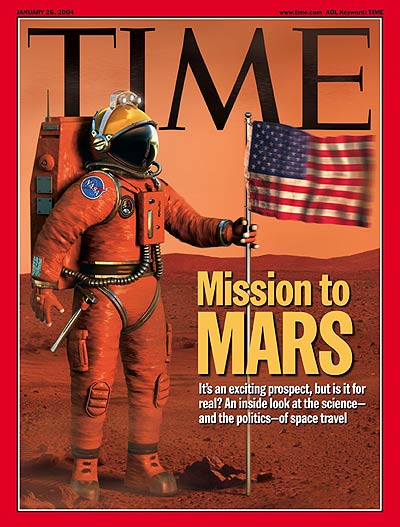 JANUARY 26, 2004
www.time.com AOL Keyword: TIME
TIME
NASA
Mission to
MARS
It's an exciting prospect, but is it for
real? An inside look at the science—
and the politics—of space travel